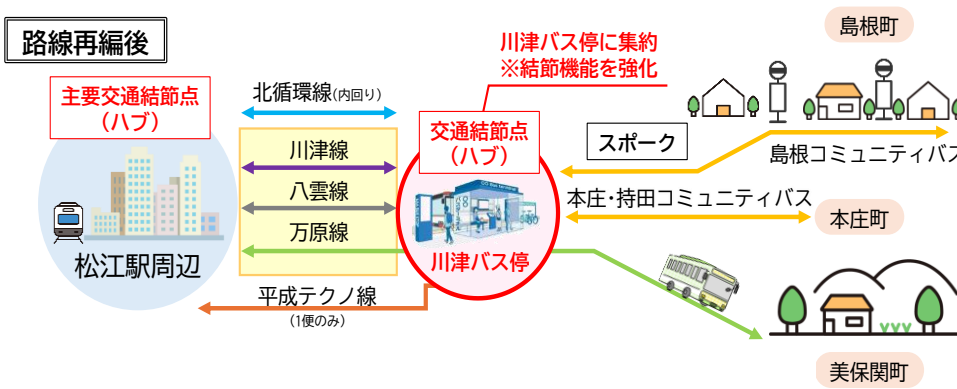 路線再編後
主要交通結節点
（ハブ）
松江駅周辺
北循環線(内回り)
川津線
八雲線
万原線
平成テクノ線
(1便のみ)
川津バス停に集約
※結節機能を強化
交通結節点
（ハブ）
川津バス停
スポーク
島根町
島根コミュニティバス
本庄・持田コミュニティバス
本庄町
美保関町